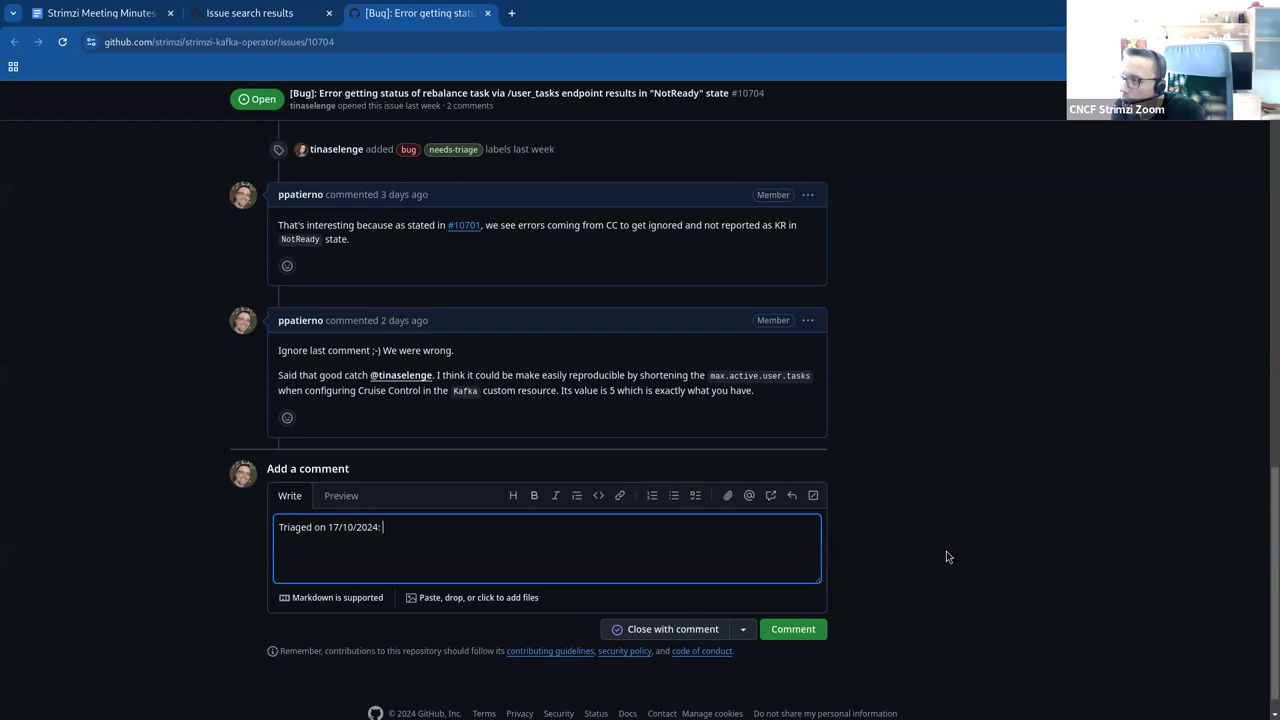 Strimzi Meeting Minutes
Issue search results
[Bug]: Error getting statu
github.com/strimzi/strimzi-kafka-operator/issues/10704
CNCF Strimzi Zoom
Open
[Bug]: Error getting status of rebalance task via /user_tasks endpoint results in "NotReady" state #10704
tinaselenge opened this issue last week · 2 comments
tinaselenge added bug needs-triage labels last week
ppatierno commented 3 days ago
Member
That's interesting because as stated in #10701, we see errors coming from CC to get ignored and not reported as KR in
NotReady state.
ppatierno commented 2 days ago
Member
Ignore last comment ;-) We were wrong.
Said that good catch @tinaselenge. I think it could be make easily reproducible by shortening the max.active.user.tasks
when configuring Cruise Control in the Kafka custom resource. Its value is 5 which is exactly what you have.
Add a comment
Write
Preview
Triaged on 17/10/2024:
Markdown is supported
Paste, drop, or click to add files
Close with comment
Comment
Remember, contributions to this repository should follow its contributing guidelines, security policy, and code of conduct.
© 2024 GitHub, Inc. Terms Privacy Security Status Docs Contact Manage cookies Do not share my personal information